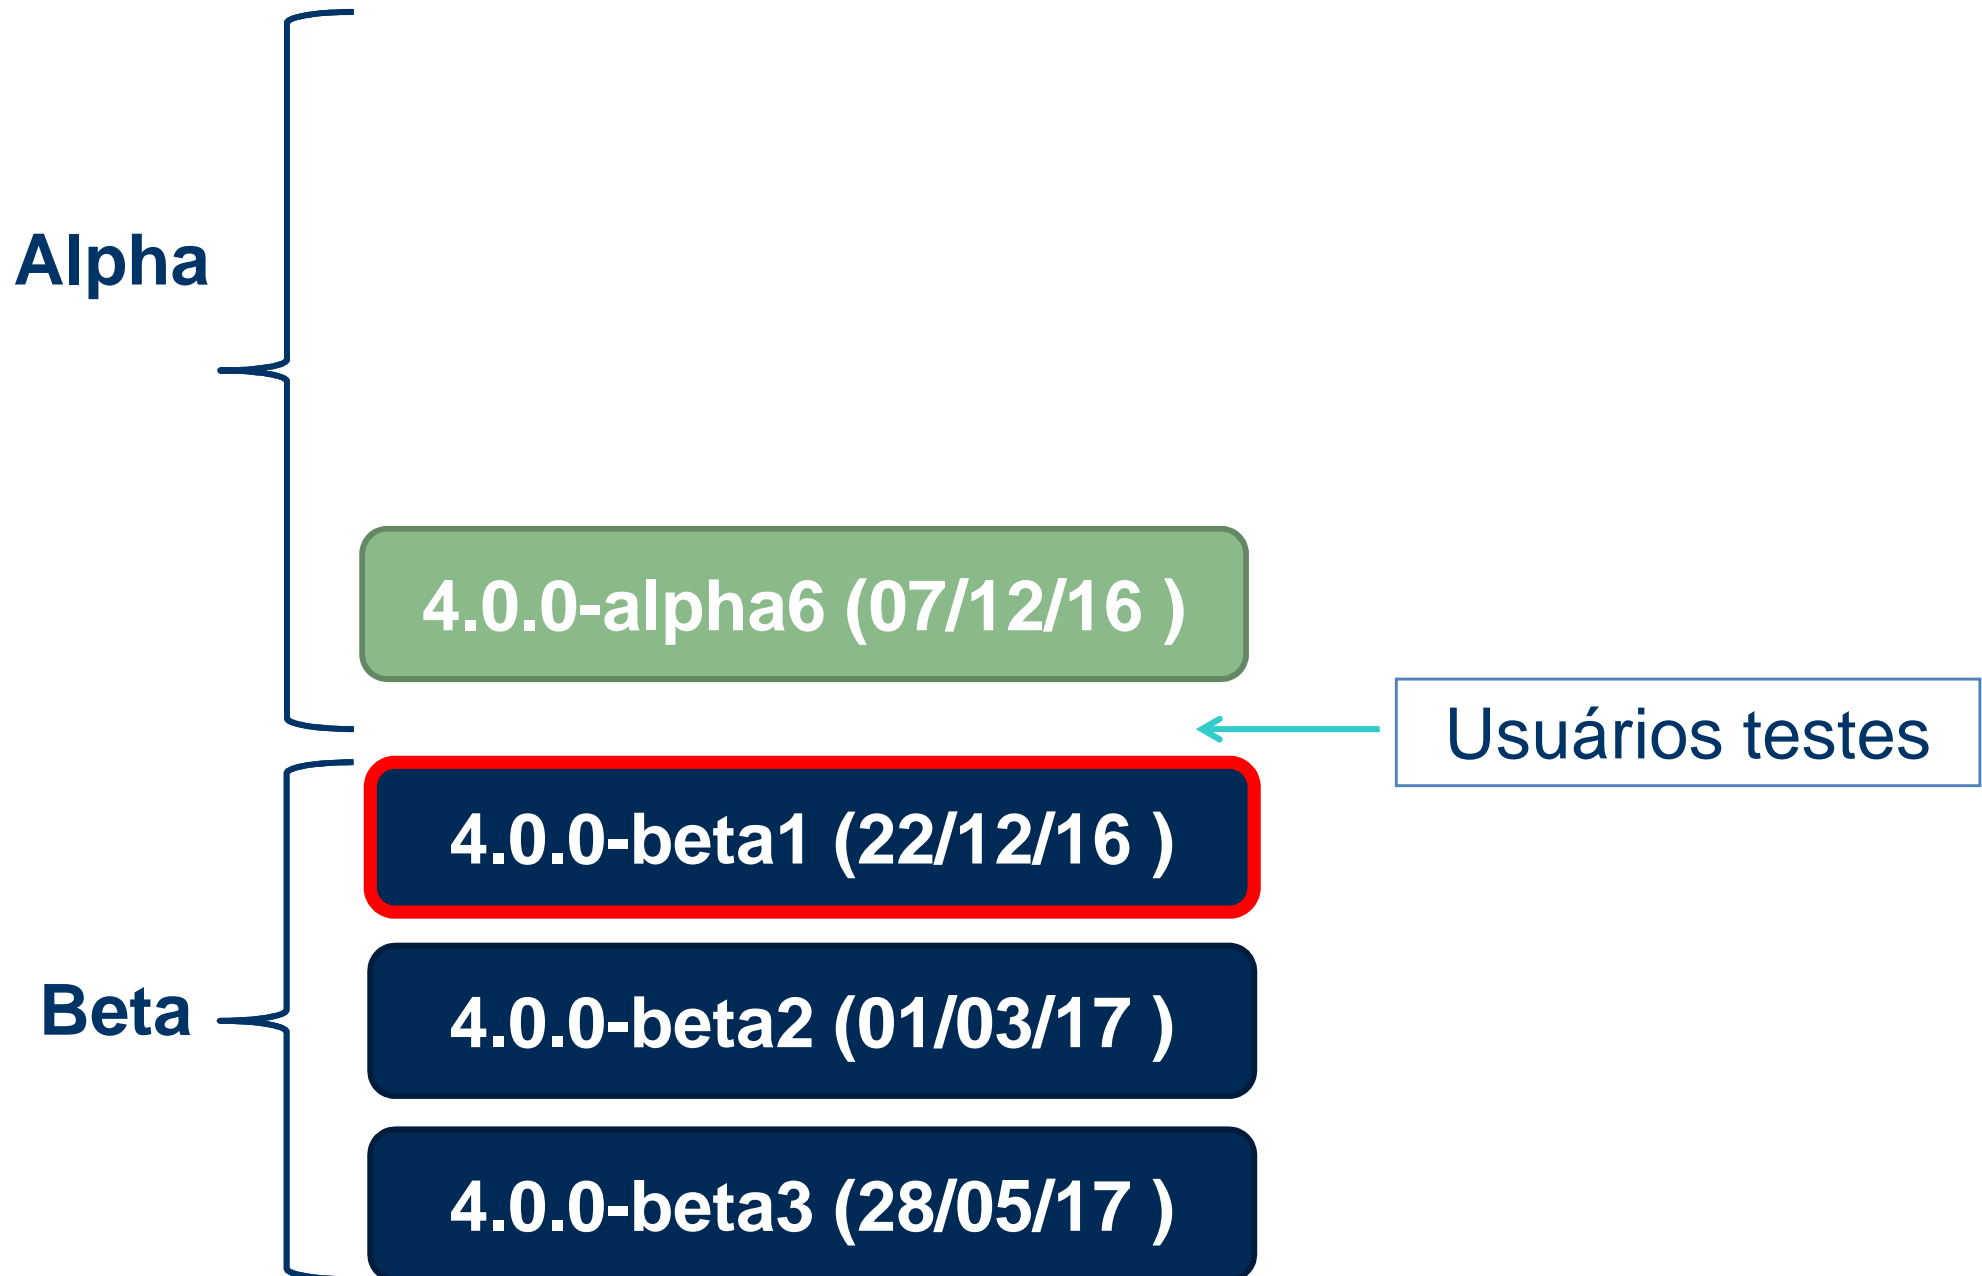 Alpha
4.0.0-alpha6 (07/12/16 )
Usuários testes
4.0.0-beta1 (22/12/16 )
Beta
4.0.0-beta2 (01/03/17 )
4.0.0-beta3 (28/05/17 )